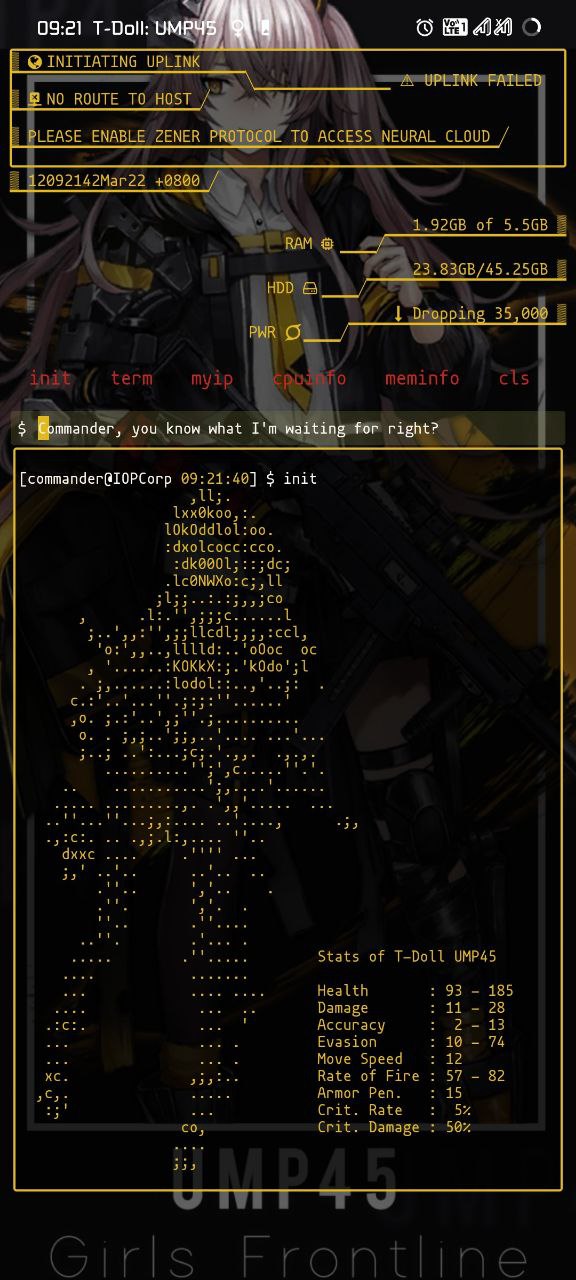 09:21 T-Doll: UMP45
VoLTE 1
INITIATING UPLINK
UPLINK FAILED
NO ROUTE TO HOST
PLEASE ENABLE ZENER PROTOCOL TO ACCESS NEURAL CLOUD
12092142Mar22 +0800
1.92GB of 5.5GB
RAM
23.83GB/45.25GB
HDD
Dropping 35,000
PWR
init term myip cpuinfo meminfo cls
$ Commander, you know what I'm waiting for right?
[commander@IOPCorp 09:21:40] $ init
Stats of T-Doll UMP45
Health : 93 - 185
Damage : 11 - 28
Accuracy : 2 - 13
Evasion : 10 - 74
Move Speed : 12
Rate of Fire : 57 - 82
Armor Pen. : 15
Crit. Rate : 5%
Crit. Damage : 50%
UMP45
Girls Frontline